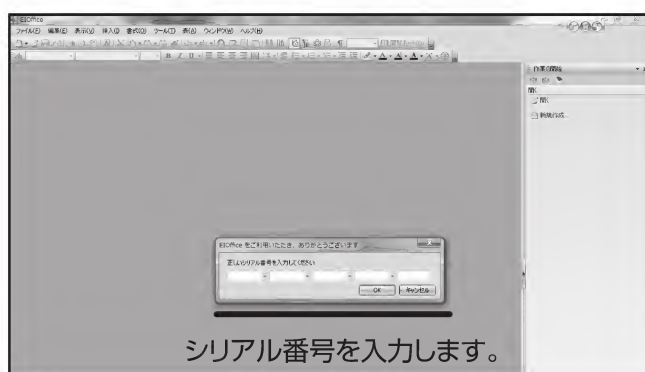 EIOffice
ファイル(F) 編集(E) 表示(V) 挿入(I) 書式(O) ツール(T) 表(A) ウィンドウ(W) ヘルプ(H)
作業の開始
開く
開く
新規作成...
EIOffice をご利用いただき、ありがとうございます
正しいシリアル番号を入力してください
- - - -
OK キャンセル
シリアル番号を入力します。